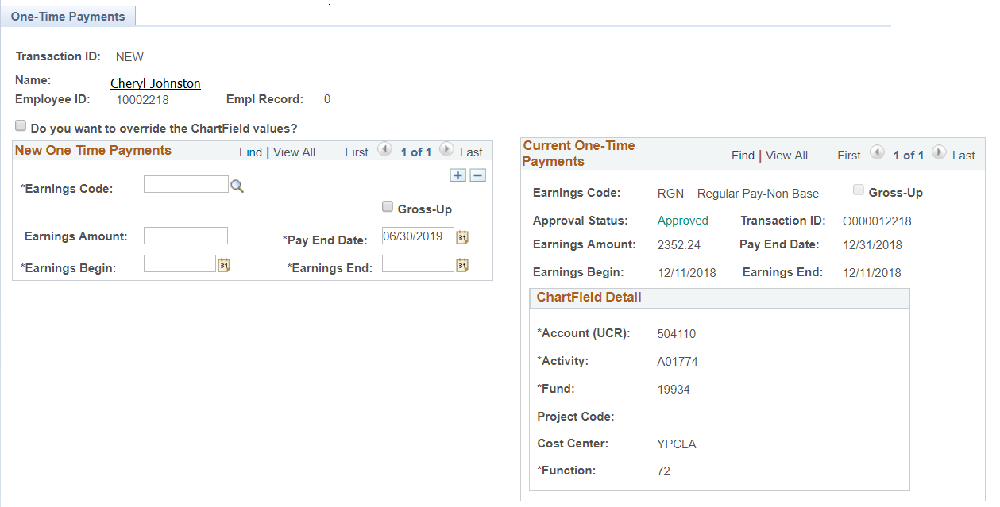 One-Time Payments
Transaction ID: NEW
Name: Cheryl Johnston
Employee ID: 10002218 Empl Record: 0
Do you want to override the ChartField values?
New One Time Payments Find | View All First 1 of 1 Last
*Earnings Code:
Gross-Up
Earnings Amount: *Pay End Date: 06/30/2019 31
*Earnings Begin: 31 *Earnings End: 31
Current One-Time
Payments Find | View All First 1 of 1 Last
Earnings Code: RGN Regular Pay-Non Base Gross-Up
Approval Status: Approved Transaction ID: O000012218
Earnings Amount: 2352.24 Pay End Date: 12/31/2018
Earnings Begin: 12/11/2018 Earnings End: 12/11/2018
ChartField Detail
*Account (UCR): 504110
*Activity: A01774
*Fund: 19934
Project Code:
Cost Center: YPCLA
*Function: 72